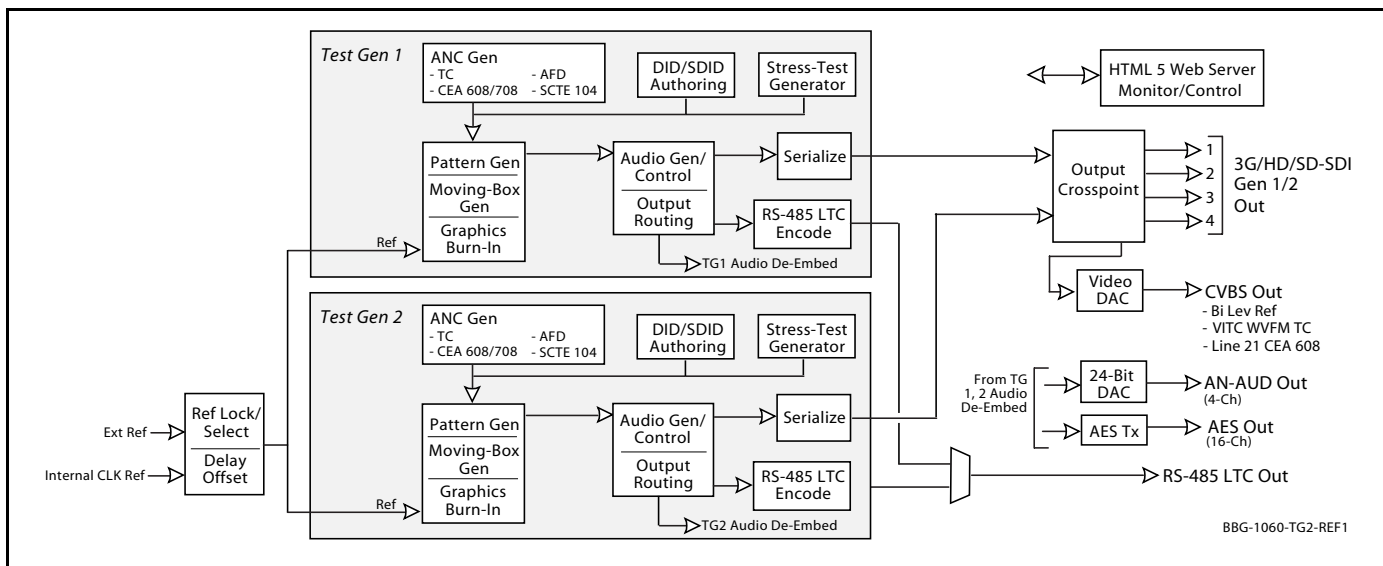 Test Gen 1
ANC Gen
- TC - AFD
- CEA 608/708 - SCTE 104
DID/SDID
Authoring
Stress-Test
Generator
Pattern Gen
Moving-Box
Gen
Graphics
Burn-In
Ref
Audio Gen/
Control
Output
Routing
Serialize
RS-485 LTC
Encode
TG1 Audio De-Embed
Test Gen 2
ANC Gen
- TC - AFD
- CEA 608/708 - SCTE 104
DID/SDID
Authoring
Stress-Test
Generator
Pattern Gen
Moving-Box
Gen
Graphics
Burn-In
Ref
Audio Gen/
Control
Output
Routing
Serialize
RS-485 LTC
Encode
TG2 Audio De-Embed
Ext Ref
Internal CLK Ref
Ref Lock/
Select
Delay
Offset
HTML 5 Web Server
Monitor/Control
Output
Crosspoint
1
2
3
4
3G/HD/SD-SDI
Gen 1/2
Out
Video
DAC
CVBS Out
- Bi Lev Ref
- VITC WVFM TC
- Line 21 CEA 608
From TG
1, 2 Audio
De-Embed
24-Bit
DAC
AN-AUD Out
(4-Ch)
AES Tx
AES Out
(16-Ch)
RS-485 LTC Out
BBG-1060-TG2-REF1